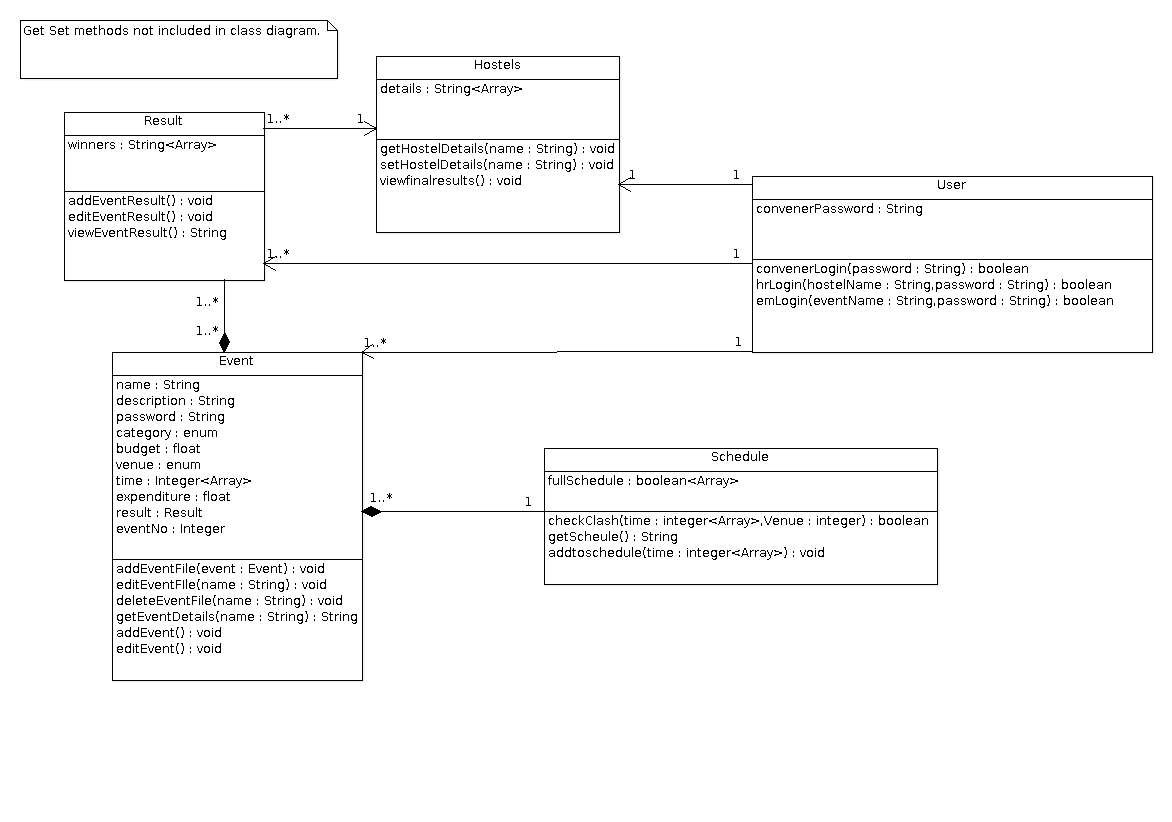 Get Set methods not included in class diagram.
Hostels
details : String<Array>
getHostelDetails(name : String) : void
setHostelDetails(name : String) : void
viewfinalresults() : void
Result
winners : String<Array>
addEventResult() : void
editEventResult() : void
viewEventResult() : String
1..*
1
1
1
User
convenerPassword : String
convenerLogin(password : String) : boolean
hrLogin(hostelName : String,password : String) : boolean
emLogin(eventName : String,password : String) : boolean
1..*
1
1..*
1..*
1..*
1
Event
name : String
description : String
password : String
category : enum
budget : float
venue : enum
time : Integer<Array>
expenditure : float
result : Result
eventNo : Integer
addEventFile(event : Event) : void
editEventFIle(name : String) : void
deleteEventFile(name : String) : void
getEventDetails(name : String) : String
addEvent() : void
editEvent() : void
1..*
1
Schedule
fullSchedule : boolean<Array>
checkClash(time : integer<Array>,Venue : integer) : boolean
getScheule() : String
addtoschedule(time : integer<Array>) : void